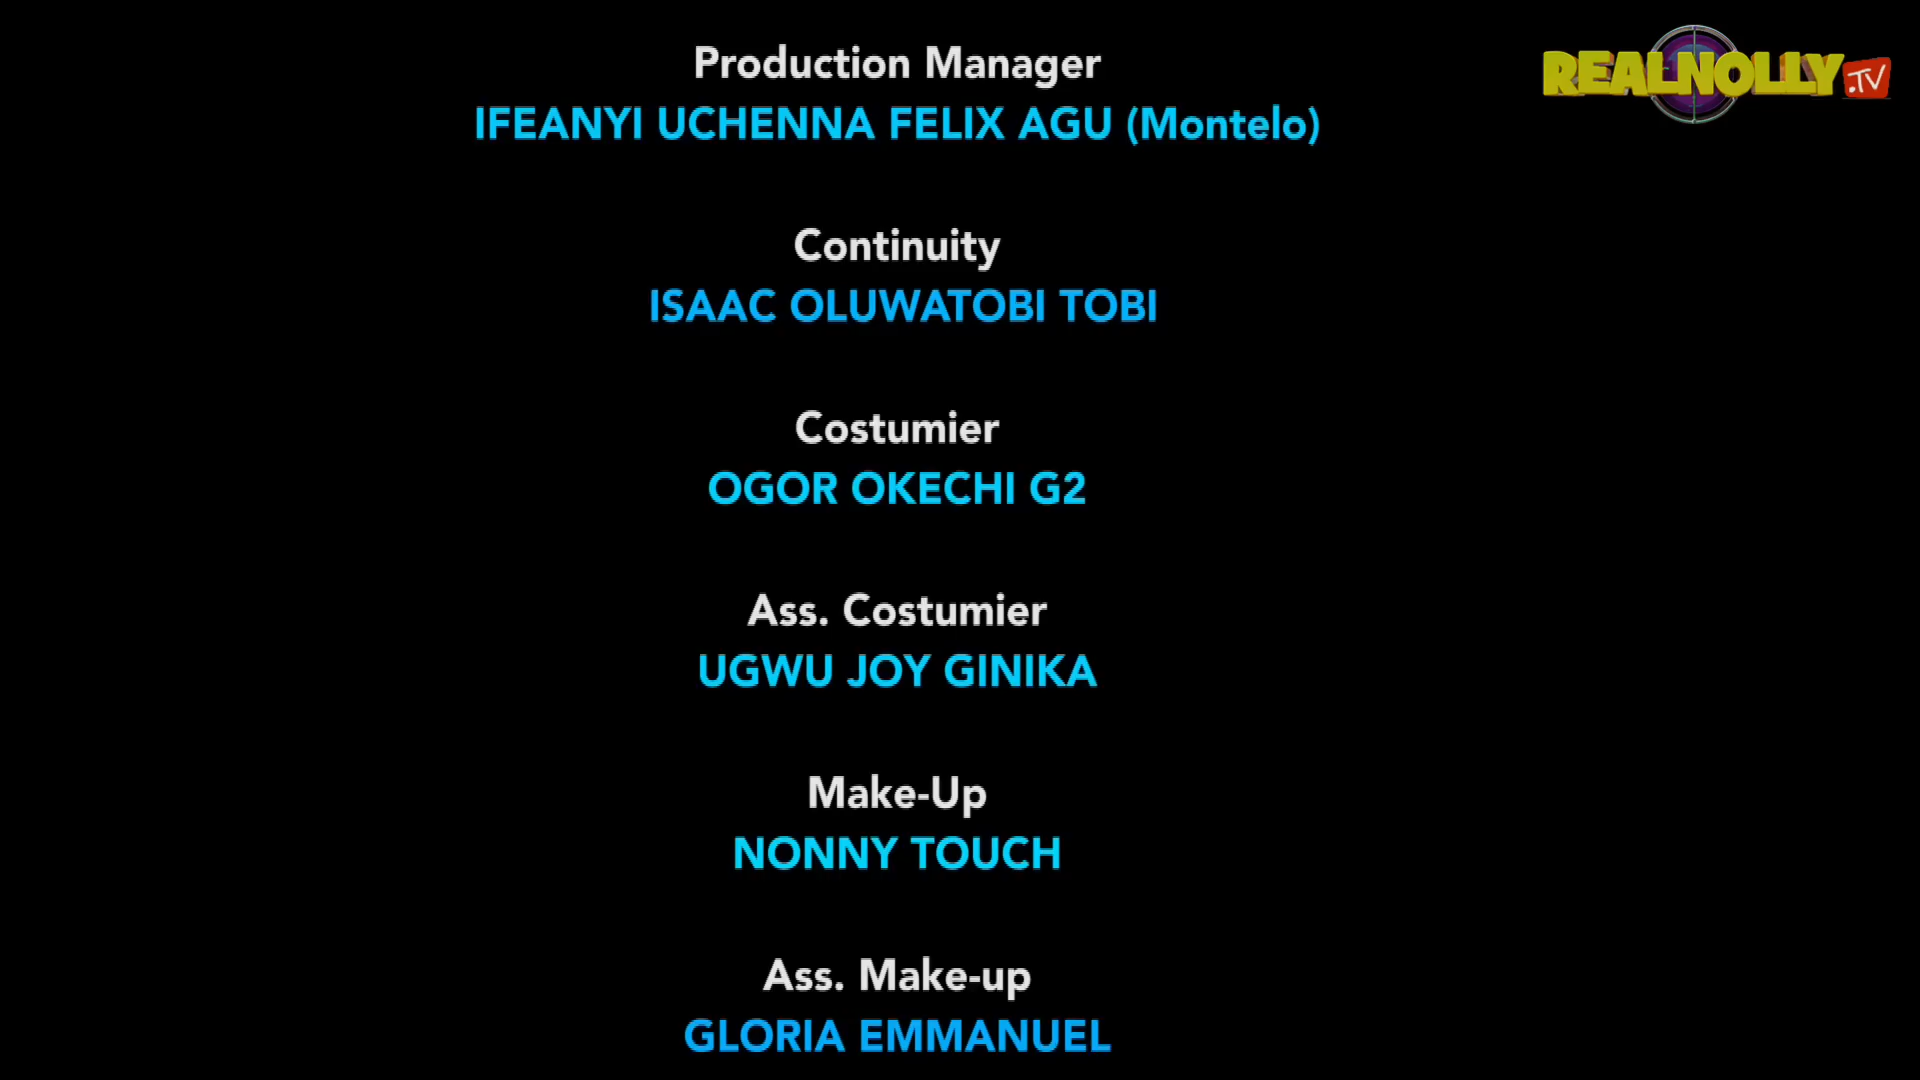 REALNOLLY.TV
Production Manager
IFEANYI UCHENNA FELIX AGU (Montelo)
Continuity
ISAAC OLUWATOBI TOBI
Costumier
OGOR OKECHI G2
Ass. Costumier
UGWU JOY GINIKA
Make-Up
NONNY TOUCH
Ass. Make-up
GLORIA EMMANUEL